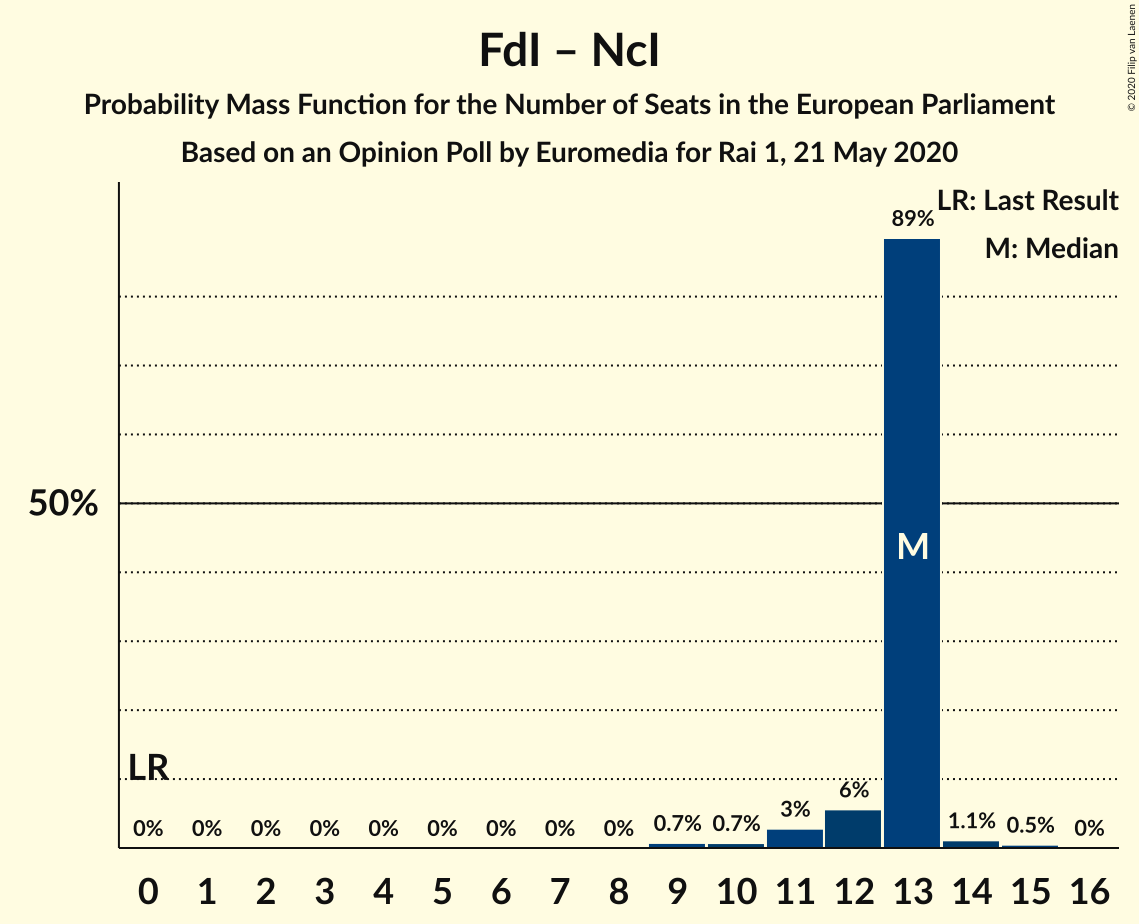 FdI – NcI
Probability Mass Function for the Number of Seats in the European Parliament
Based on an Opinion Poll by Euromedia for Rai 1, 21 May 2020
© 2020 Filip van Laenen
LR: Last Result
M: Median
89%
50%
M
LR
0% 0% 0% 0% 0% 0% 0% 0% 0% 0.7% 0.7% 3% 6% 1.1% 0.5% 0%
0 1 2 3 4 5 6 7 8 9 10 11 12 13 14 15 16